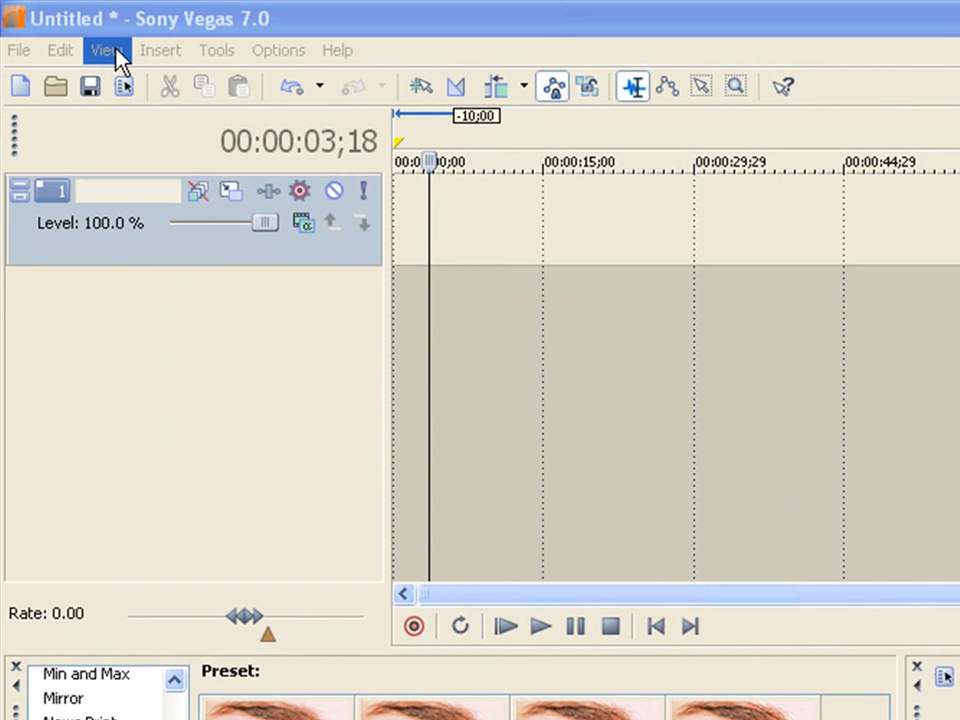 Untitled * - Sony Vegas 7.0
File Edit View Insert Tools Options Help
-10;00
00:00:03;18
00:00:15;00 00:00:29;29 00:00:44;29
1
Level: 100.0 %
Rate: 0.00
Min and Max
Preset:
Mirror
News Print